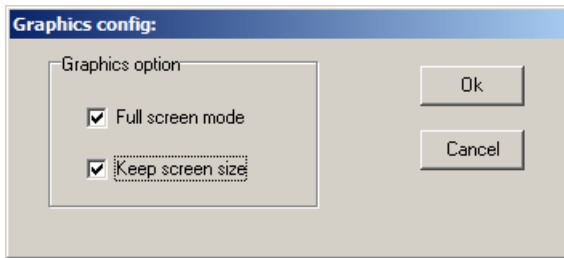 Graphics config:
Graphics option
Full screen mode
Keep screen size
Ok
Cancel